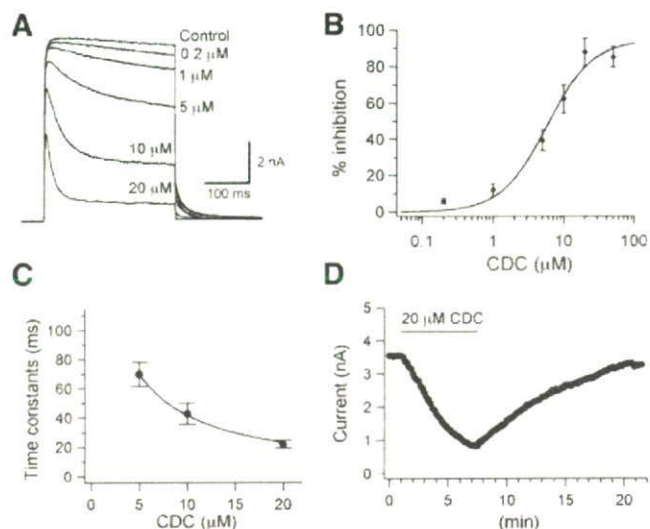 A
Control
0.2 µM
1 µM
5 µM
10 µM
20 µM
2 nA
100 ms
B
% inhibition
100
80
60
40
20
0
0.1
1
10
100
CDC (µM)
C
Time constants (ms)
100
80
60
40
20
0
0
5
10
15
20
CDC (µM)
D
20 µM CDC
Current (nA)
5
4
3
2
1
0
0
5
10
15
20
(min)